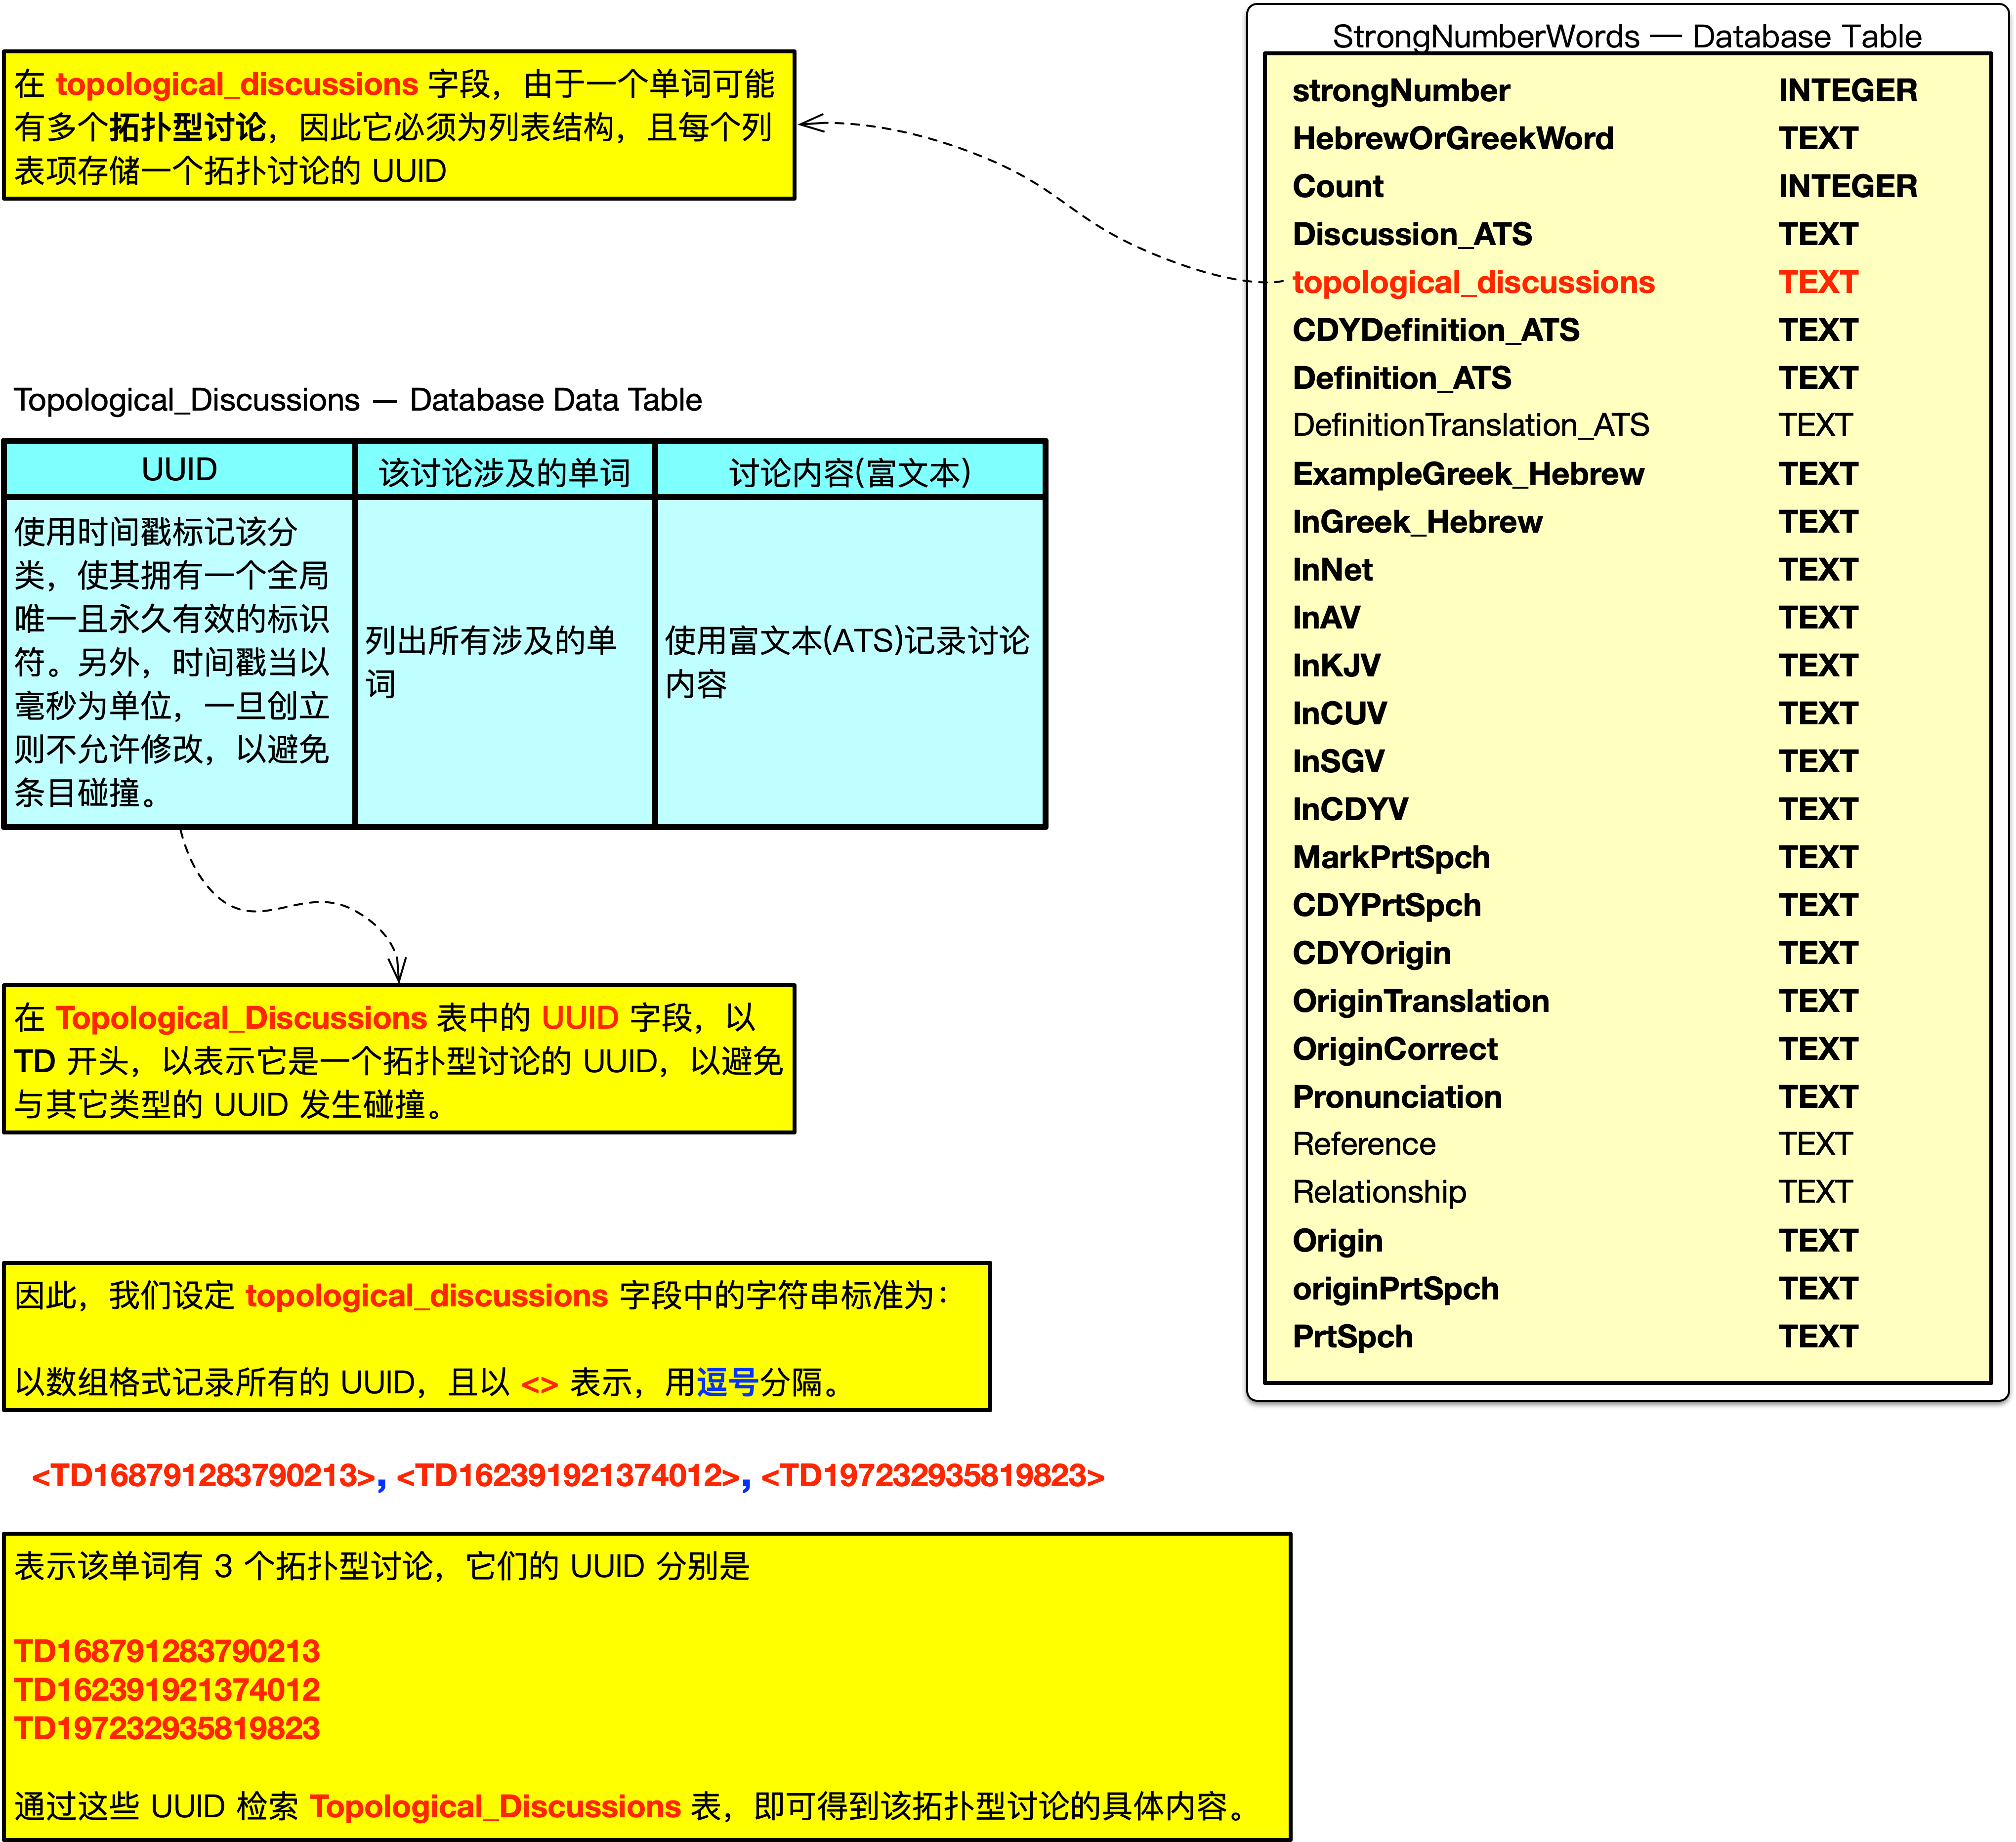 StrongNumberWords — Database Table
strongNumber INTEGER
HebrewOrGreekWord TEXT
Count INTEGER
Discussion_ATS TEXT
topological_discussions TEXT
CDYDefinition_ATS TEXT
Definition_ATS TEXT
DefinitionTranslation_ATS TEXT
ExampleGreek_Hebrew TEXT
InGreek_Hebrew TEXT
InNet TEXT
InAV TEXT
InKJV TEXT
InCUV TEXT
InSGV TEXT
InCDYV TEXT
MarkPrtSpch TEXT
CDYPrtSpch TEXT
CDYOrigin TEXT
OriginTranslation TEXT
OriginCorrect TEXT
Pronunciation TEXT
Reference TEXT
Relationship TEXT
Origin TEXT
originPrtSpch TEXT
PrtSpch TEXT
在 topological_discussions 字段，由于一个单词可能
有多个拓扑型讨论，因此它必须为列表结构，且每个列
表项存储一个拓扑讨论的 UUID
Topological_Discussions — Database Data Table
UUID 该讨论涉及的单词 讨论内容(富文本)
使用时间戳标记该分
类，使其拥有一个全局
唯一且永久有效的标识
符。另外，时间戳当以
毫秒为单位，一旦创立
则不允许修改，以避免
条目碰撞。
列出所有涉及的单
词
使用富文本(ATS)记录讨论
内容
在 Topological_Discussions 表中的 UUID 字段，以
TD 开头，以表示它是一个拓扑型讨论的 UUID，以避免
与其它类型的 UUID 发生碰撞。
因此，我们设定 topological_discussions 字段中的字符串标准为：
以数组格式记录所有的 UUID，且以 <> 表示，用逗号分隔。
<TD168791283790213>, <TD162391921374012>, <TD197232935819823>
表示该单词有 3 个拓扑型讨论，它们的 UUID 分别是
TD168791283790213
TD162391921374012
TD197232935819823
通过这些 UUID 检索 Topological_Discussions 表，即可得到该拓扑型讨论的具体内容。